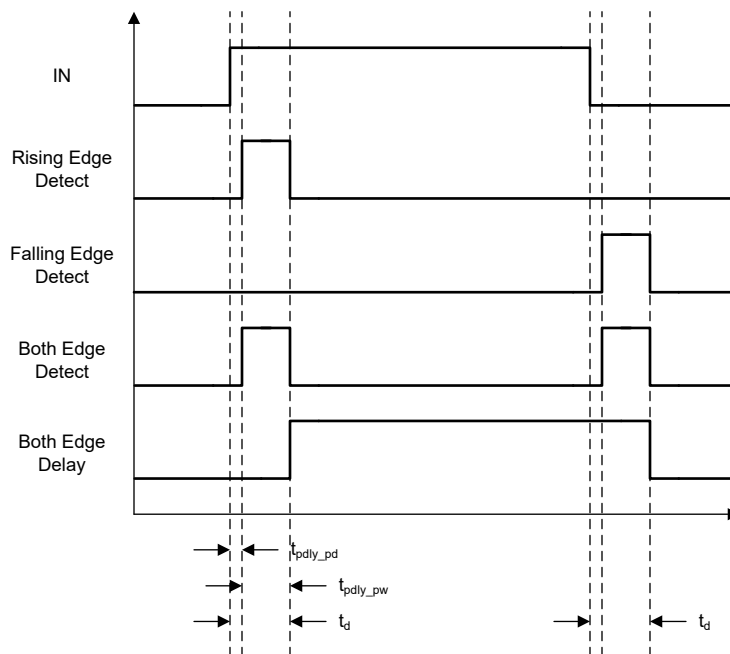 IN
Rising Edge
Detect
Falling Edge
Detect
Both Edge
Detect
Both Edge
Delay
tpdly_pd
tpdly_pw
td
td